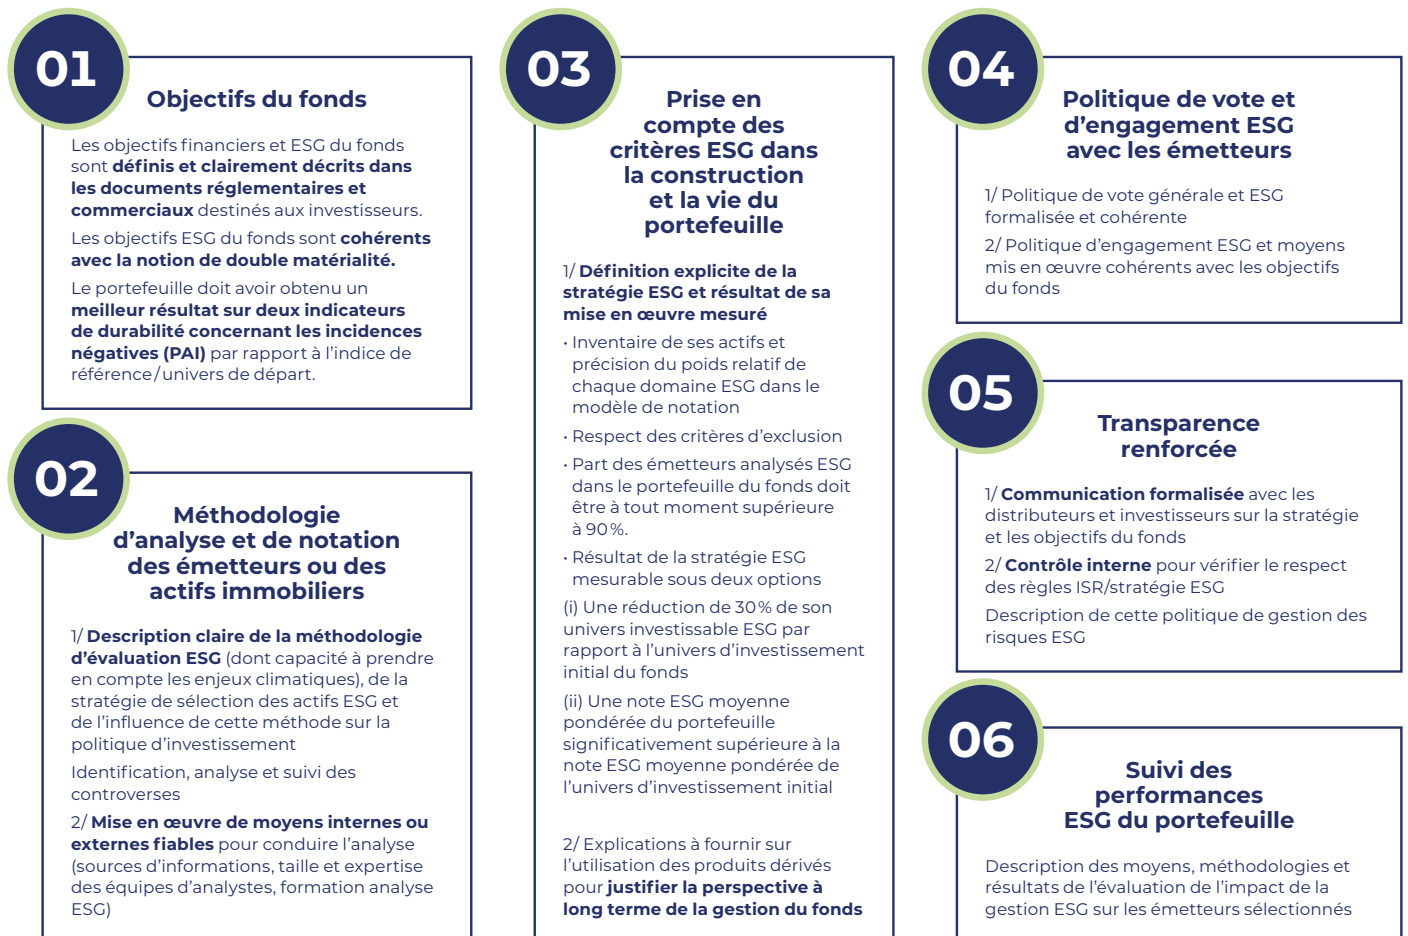 01
Objectifs du fonds
Les objectifs financiers et ESG du fonds
sont définis et clairement décrits dans
les documents réglementaires et
commerciaux destinés aux investisseurs.
Les objectifs ESG du fonds sont cohérents
avec la notion de double matérialité.
Le portefeuille doit avoir obtenu un
meilleur résultat sur deux indicateurs
de durabilité concernant les incidences
négatives (PAI) par rapport à l’indice de
référence / univers de départ.
02
Méthodologie
d’analyse et de notation
des émetteurs ou des
actifs immobiliers
1/ Description claire de la méthodologie
d’évaluation ESG (dont capacité à prendre
en compte les enjeux climatiques), de la
stratégie de sélection des actifs ESG et
de l’influence de cette méthode sur la
politique d’investissement
Identification, analyse et suivi des
controverses
2/ Mise en œuvre de moyens internes ou
externes fiables pour conduire l’analyse
(sources d’informations, taille et expertise
des équipes d’analystes, formation analyse
ESG)
03
Prise en
compte des
critères ESG dans
la construction
et la vie du
portefeuille
1/ Définition explicite de la
stratégie ESG et résultat de sa
mise en œuvre mesuré
• Inventaire de ses actifs et
précision du poids relatif de
chaque domaine ESG dans le
modèle de notation
• Respect des critères d’exclusion
• Part des émetteurs analysés ESG
dans le portefeuille du fonds doit
être à tout moment supérieure
à 90 %.
• Résultat de la stratégie ESG
mesurable sous deux options
(i) Une réduction de 30 % de son
univers investissable ESG par
rapport à l’univers d’investissement
initial du fonds
(ii) Une note ESG moyenne
pondérée du portefeuille
significativement supérieure à la
note ESG moyenne pondérée de
l’univers d’investissement initial
2/ Explications à fournir sur
l’utilisation des produits dérivés
pour justifier la perspective à
long terme de la gestion du fonds
04
Politique de vote et
d’engagement ESG
avec les émetteurs
1/ Politique de vote générale et ESG
formalisée et cohérente
2/ Politique d’engagement ESG et moyens
mis en œuvre cohérents avec les objectifs
du fonds
05
Transparence
renforcée
1/ Communication formalisée avec les
distributeurs et investisseurs sur la stratégie
et les objectifs du fonds
2/ Contrôle interne pour vérifier le respect
des règles ISR/stratégie ESG
Description de cette politique de gestion des
risques ESG
06
Suivi des
performances
ESG du portefeuille
Description des moyens, méthodologies et
résultats de l’évaluation de l’impact de la
gestion ESG sur les émetteurs sélectionnés